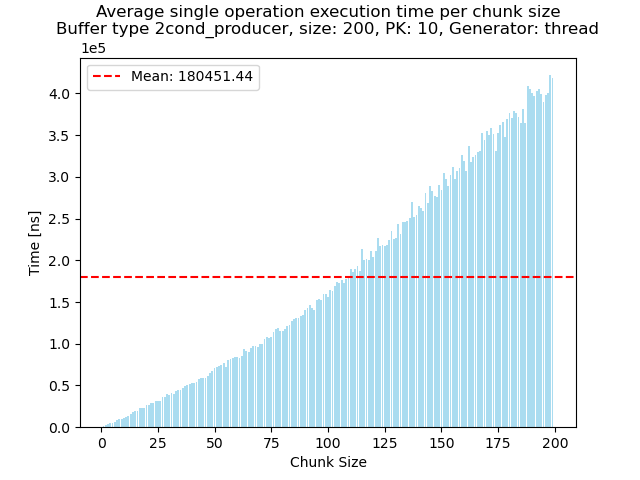 Average single operation execution time per chunk size
Buffer type 2cond_producer, size: 200, PK: 10, Generator: thread
1e5
Mean: 180451.44
4.0
3.5
3.0
2.5
2.0
1.5
1.0
0.5
0.0
Time [ns]
0 25 50 75 100 125 150 175 200
Chunk Size